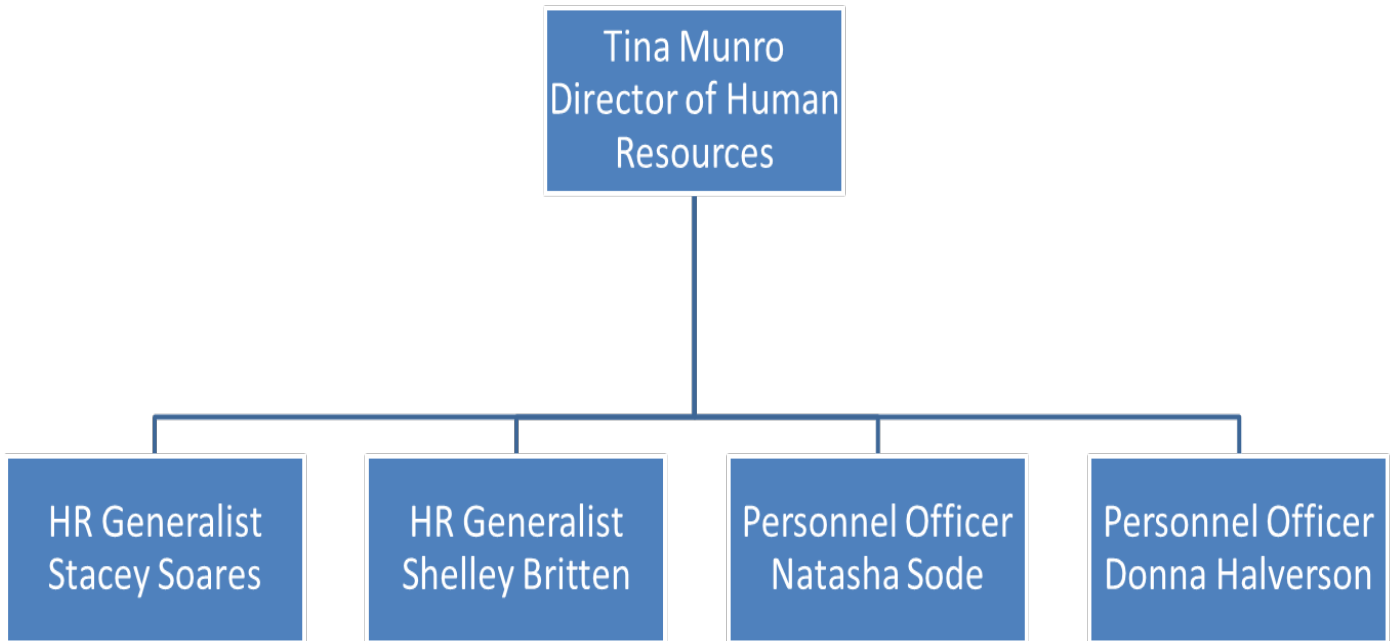 Tina Munro
Director of Human
Resources
HR Generalist
Stacey Soares
HR Generalist
Shelley Britten
Personnel Officer
Natasha Sode
Personnel Officer
Donna Halverson